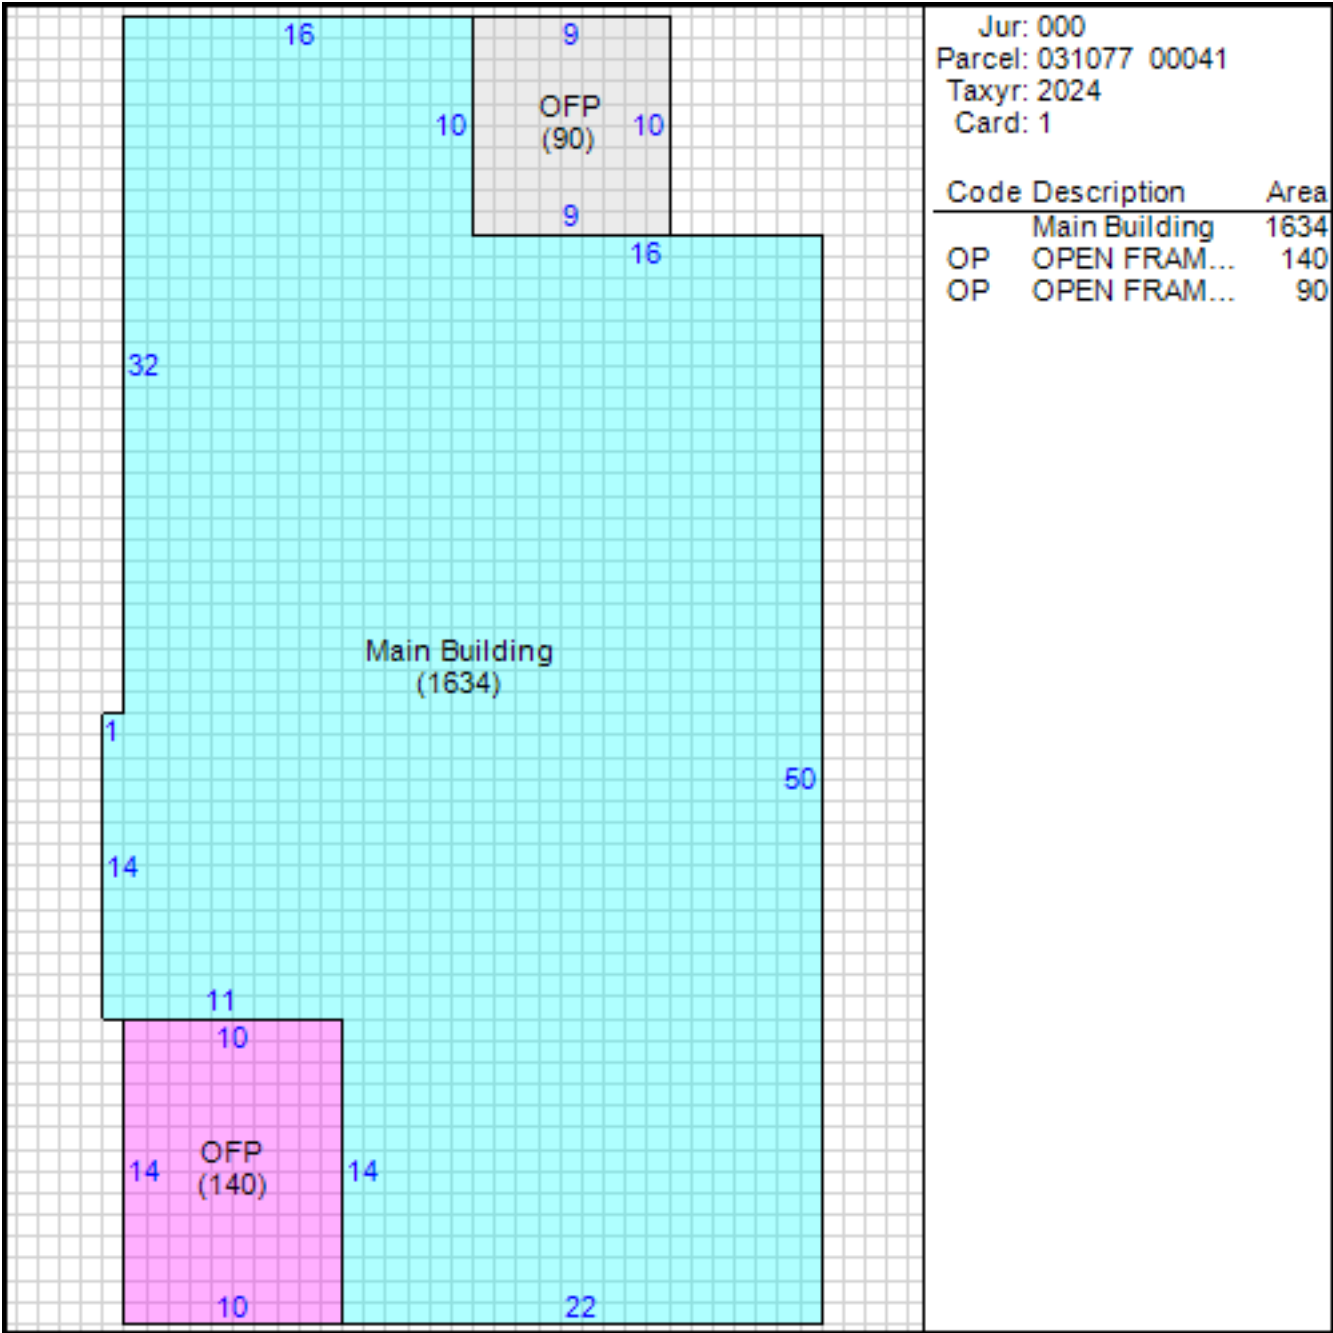 16
9
OFP
(90)
10
10
9
16
32
Main Building
(1634)
1
50
14
11
10
OFP
(140)
14
14
10
22
Jur: 000
Parcel: 031077 00041
Taxyr: 2024
Card: 1
Code Description Area
Main Building 1634
OP OPEN FRAM... 140
OP OPEN FRAM... 90